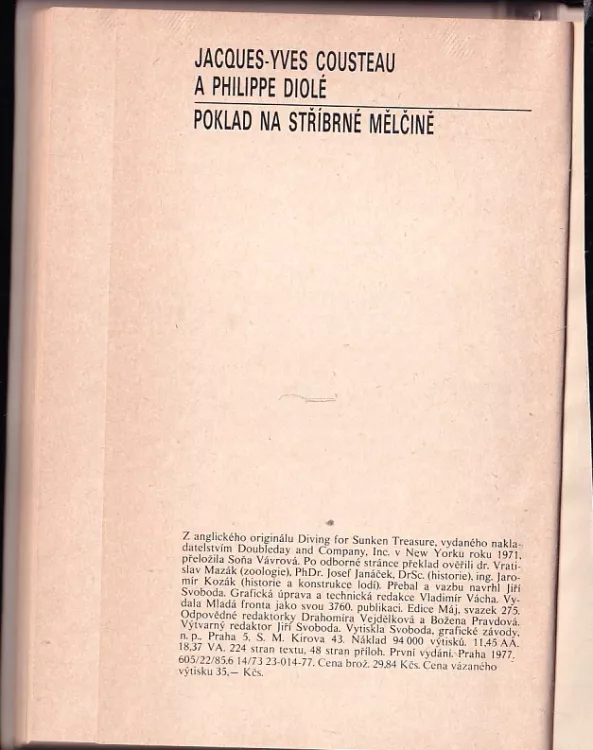 JACQUES-YVES COUSTEAU
A PHILIPPE DIOLÉ
POKLAD NA STŘÍBRNÉ MĚLČINĚ
Z anglického originálu Diving for Sunken Treasure, vydaného nakla-
datelstvím Doubleday and Company, Inc. v New Yorku roku 1971,
přeložila Soňa Vávrová. Po odborné stránce překlad ověřili dr. Vrati-
slav Mazák (zoologie), PhDr. Josef Janáček, DrSc. (historie), ing. Jaro-
mír Kozák (historie a konstrukce lodí). Přebal a vazbu navrhl Jiří
Svoboda. Grafická úprava a technická redakce Vladimír Vácha. Vy-
dala Mladá fronta jako svou 3760. publikaci. Edice Máj, svazek 275.
Odpovědné redaktorky Drahomíra Vejdělková a Božena Pravdová.
Výtvarný redaktor Jiří Svoboda. Vytiskla Svoboda, grafické závody,
n. p., Praha 5, S. M. Kirova 43. Náklad 94 000 výtisků. 11,45 AA.
18,37 VA. 224 stran textu, 48 stran příloh. První vydání. Praha 1977.
605/22/85.6 14/73 23-014-77. Cena brož. 29,84 Kčs. Cena vázaného
výtisku 35,— Kčs.